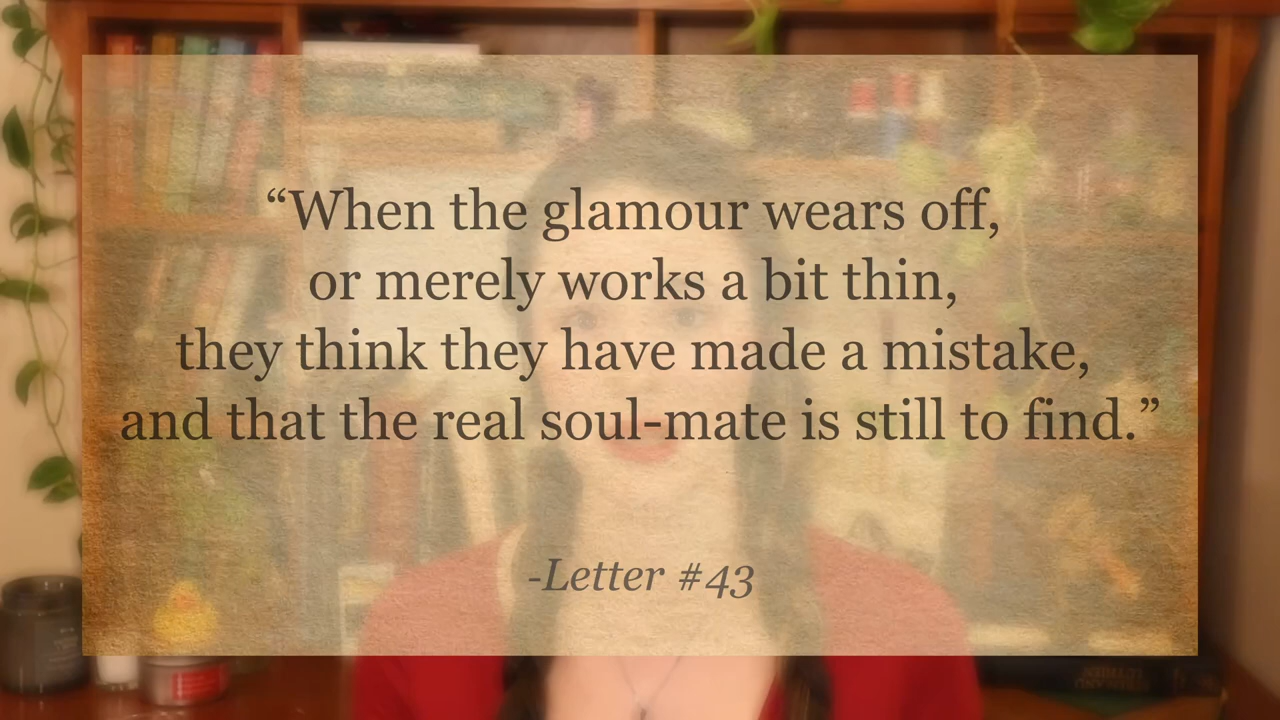 “When the glamour wears off,
or merely works a bit thin,
they think they have made a mistake,
and that the real soul-mate is still to find.”
-Letter #43